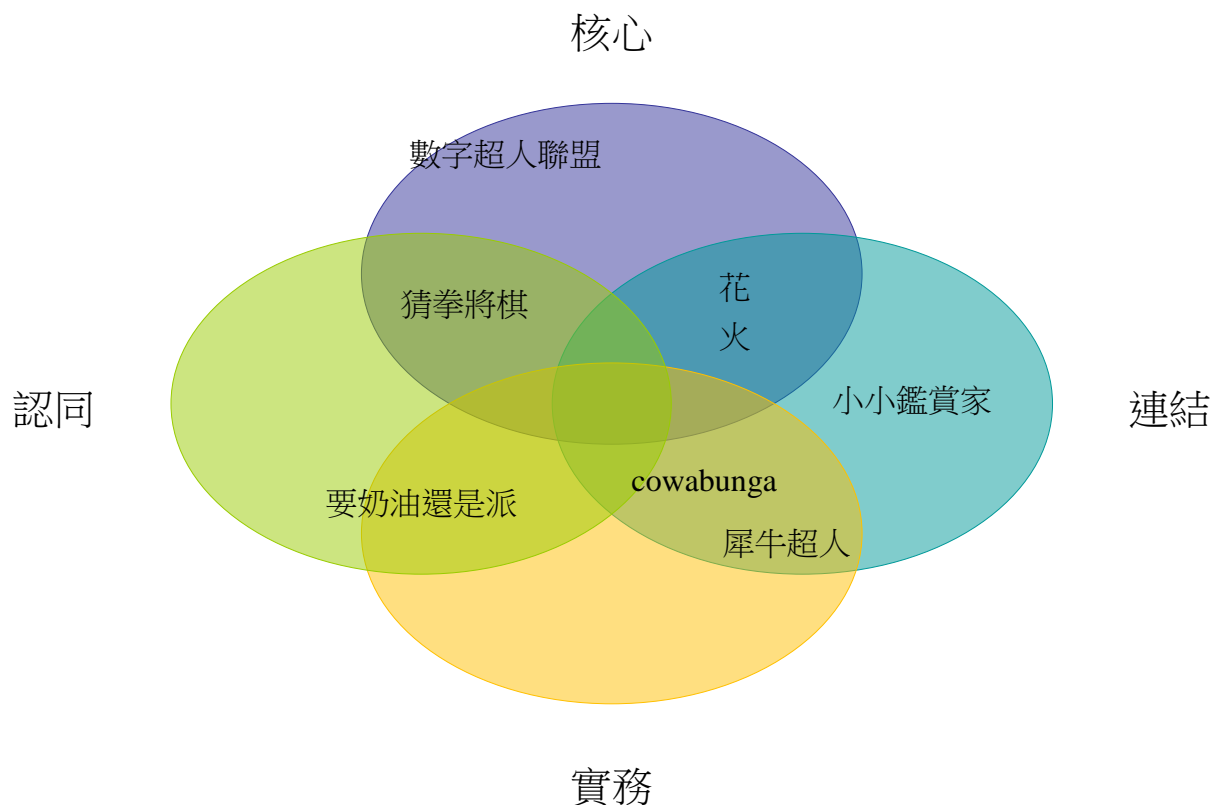 核心
數字超人聯盟
花
火
猜拳將棋
認同
小小鑑賞家
連結
cowabunga
要奶油還是派
犀牛超人
實務